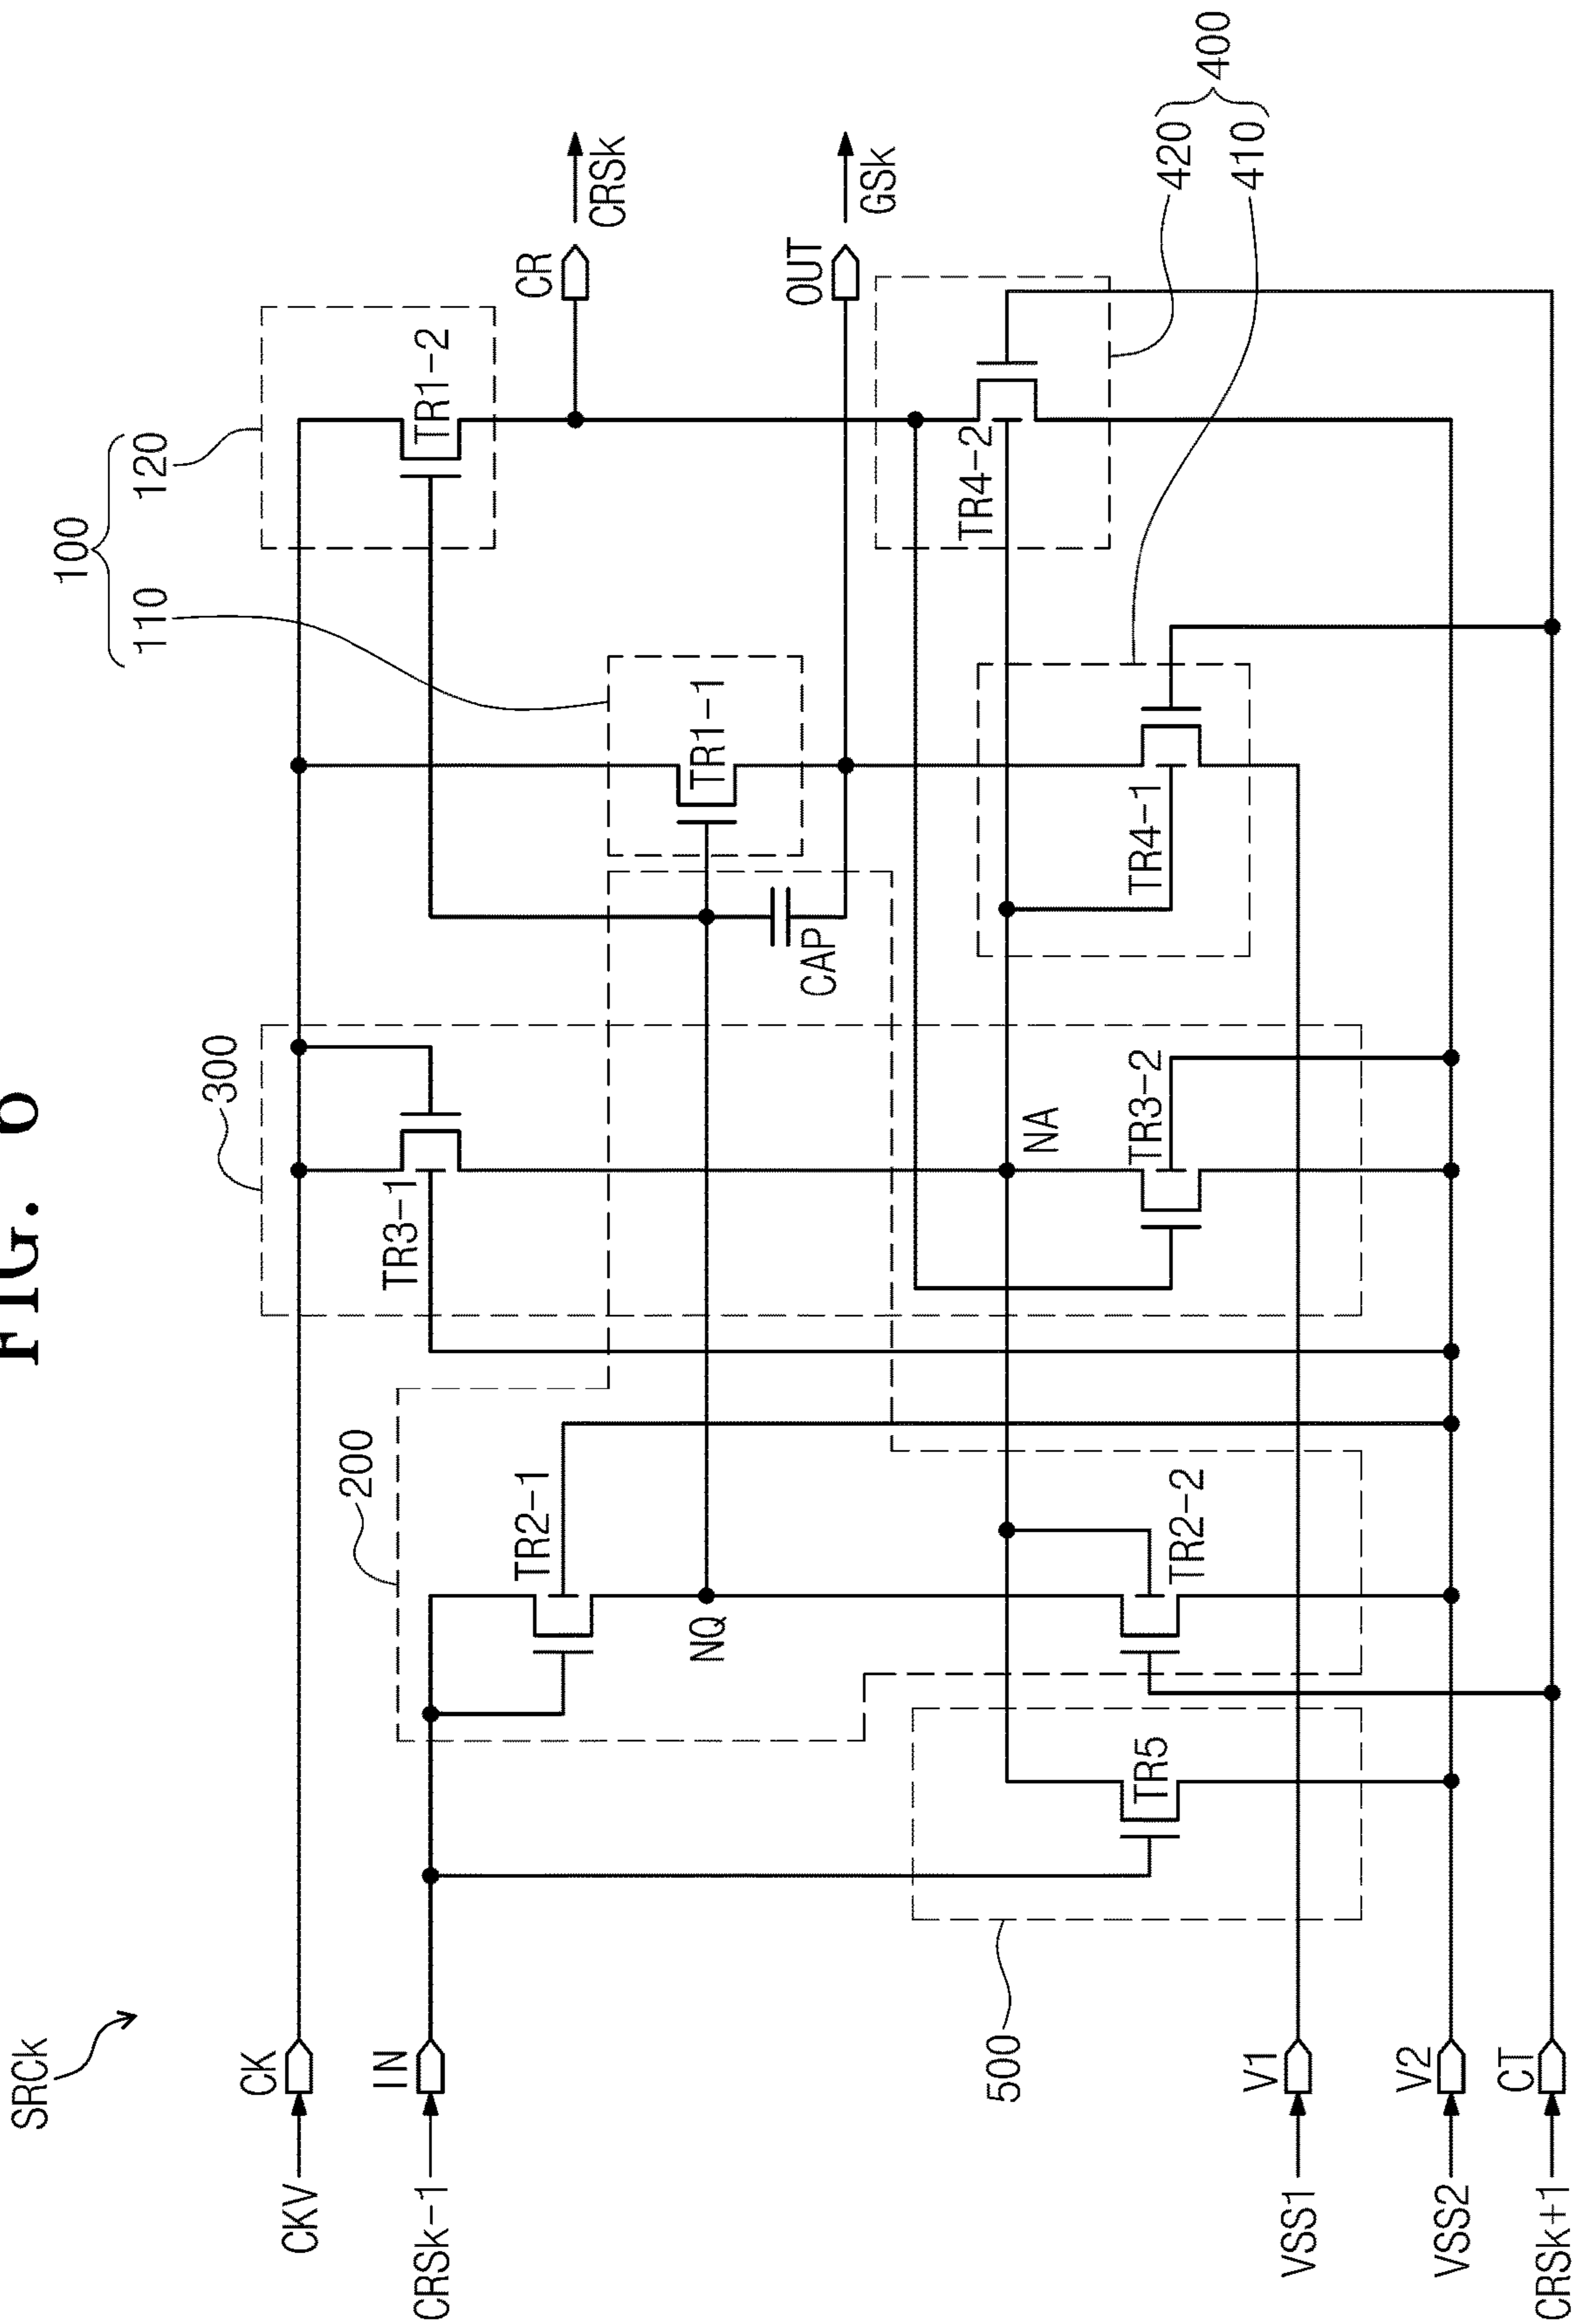 FIG. 6
SRCk
100
110
120
300
200
CKV
CK
TR3-1
TR1-2
CR
CRSk
CRSk-1
IN
TR2-1
TR1-1
NQ
CAP
OUT
GSk
NA
TR4-2
500
TR5
TR2-2
TR3-2
TR4-1
420
410
400
VSS1
V1
VSS2
V2
CRSk+1
CT